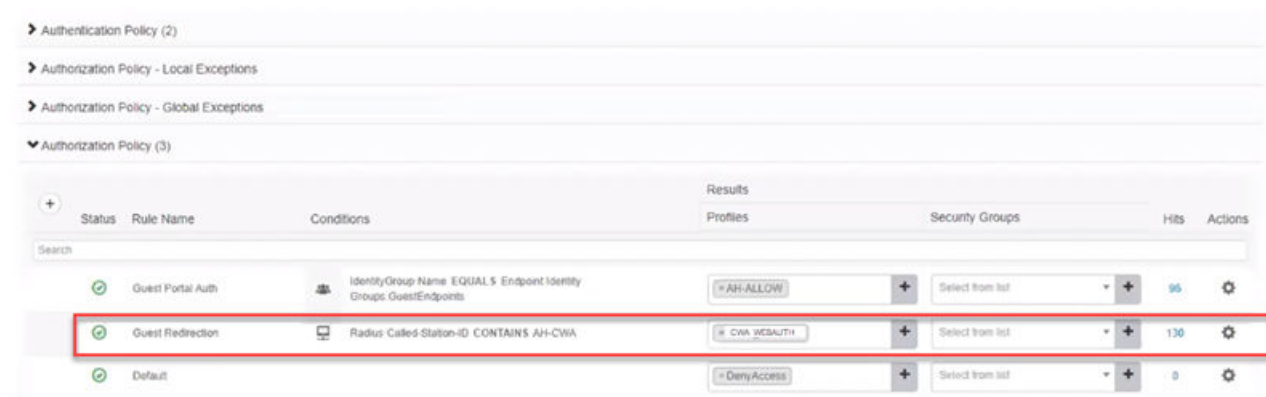 Authentication Policy (2)
Authorization Policy - Local Exceptions
Authorization Policy - Global Exceptions
Authorization Policy (3)
Results
+ Status Rule Name Conditions Profiles Security Groups Hits Actions
Search
Guest Portal Auth IdentityGroup Name EQUALS Endpoint Identity Groups:GuestEndpoints × AH-ALLOW + Select from list + 96
Guest Redirection Radius Called-Station-ID CONTAINS AH-CWA × CWA_WEBAUTH + Select from list + 130
Default × DenyAccess + Select from list + 0